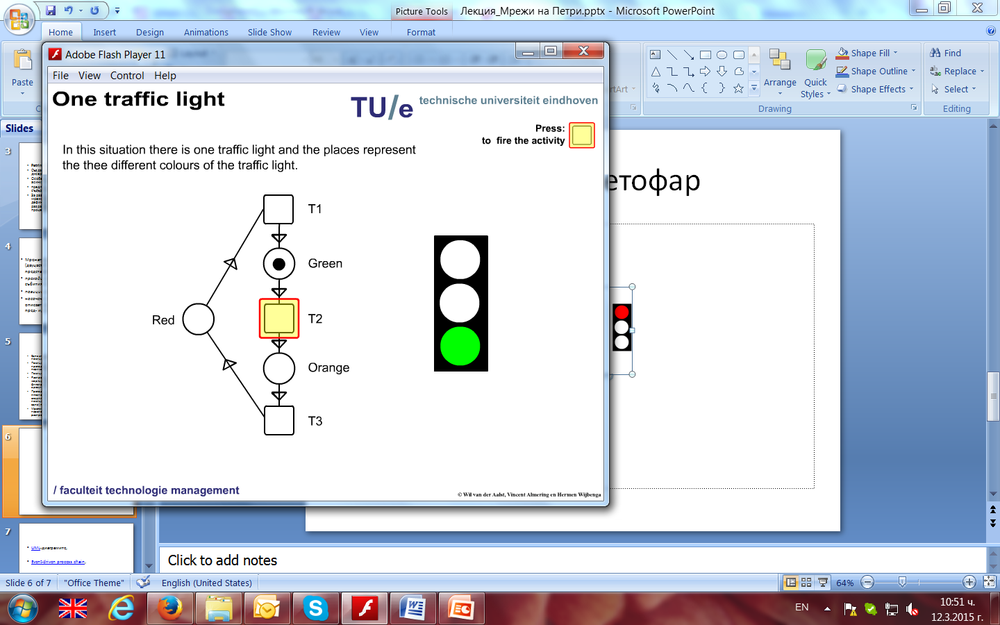 Picture Tools
Лекция_Мрежи на Петри.pptx - Microsoft PowerPoint
Home Insert Design Animations Slide Show Review View Format
Paste
Arrange
Quick Styles
Shape Fill
Shape Outline
Shape Effects
Drawing
Find
Replace
Select
Editing
Adobe Flash Player 11
File View Control Help
One traffic light
TU/e technische universiteit eindhoven
Press:
to fire the activity
In this situation there is one traffic light and the places represent
the thee different colours of the traffic light.
T1
Green
Red
T2
Orange
T3
/ faculteit technologie management
© Wil van der Aalst, Vincent Almering en Hermen Wijbenga
етофар
Slides
3
4
5
6
7
UML-диаграмите,
Event-driven process chain,
Click to add notes
Slide 6 of 7 "Office Theme" English (United States) 64%
EN
10:51 ч.
12.3.2015 г.